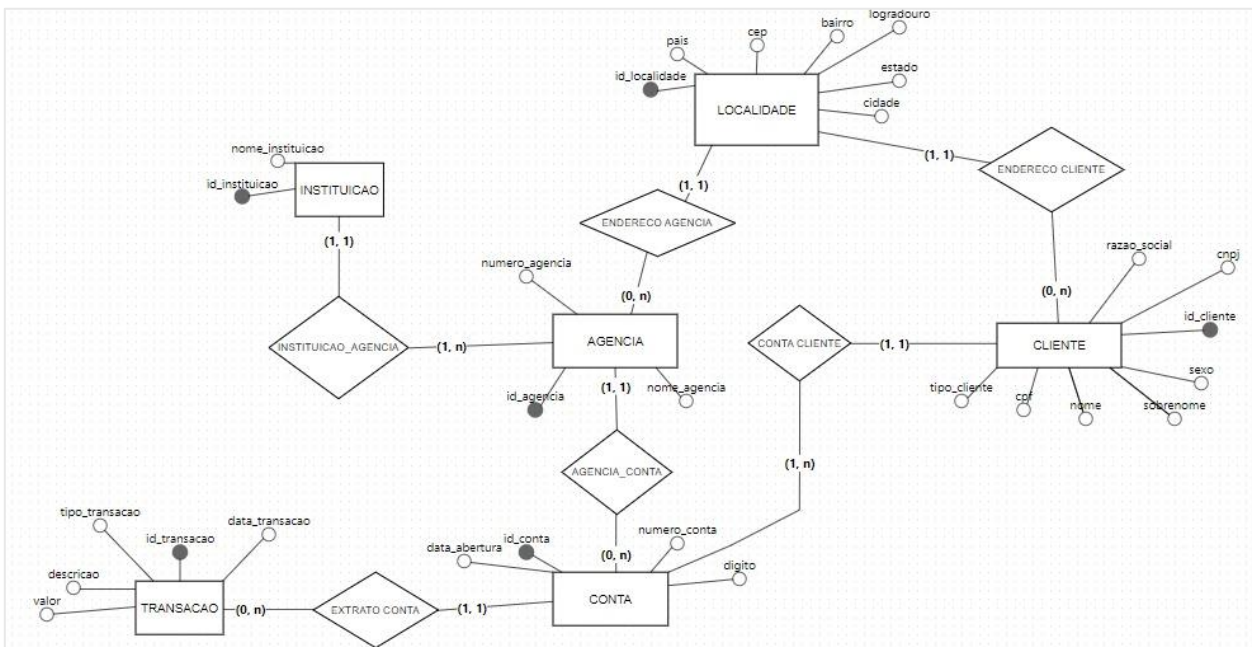 logradouro
bairro
cep
pais
estado
id_localidade
LOCALIDADE
cidade
nome_instituicao
(1, 1)
ENDERECO CLIENTE
id_instituicao
INSTITUICAO
(1, 1)
ENDERECO AGENCIA
(1, 1)
razao_social
cnpj
numero_agencia
(0, n)
(0, n)
id_cliente
INSTITUICAO_AGENCIA
(1, n)
AGENCIA
CONTA CLIENTE
(1, 1)
CLIENTE
sexo
(1, 1)
nome_agencia
tipo_cliente
id_agencia
cpf
nome
sobrenome
AGENCIA_CONTA
(1, n)
tipo_transacao
data_transacao
id_transacao
id_conta
numero_conta
data_abertura
(0, n)
digito
descricao
valor
TRANSACAO
(0, n)
EXTRATO CONTA
(1, 1)
CONTA